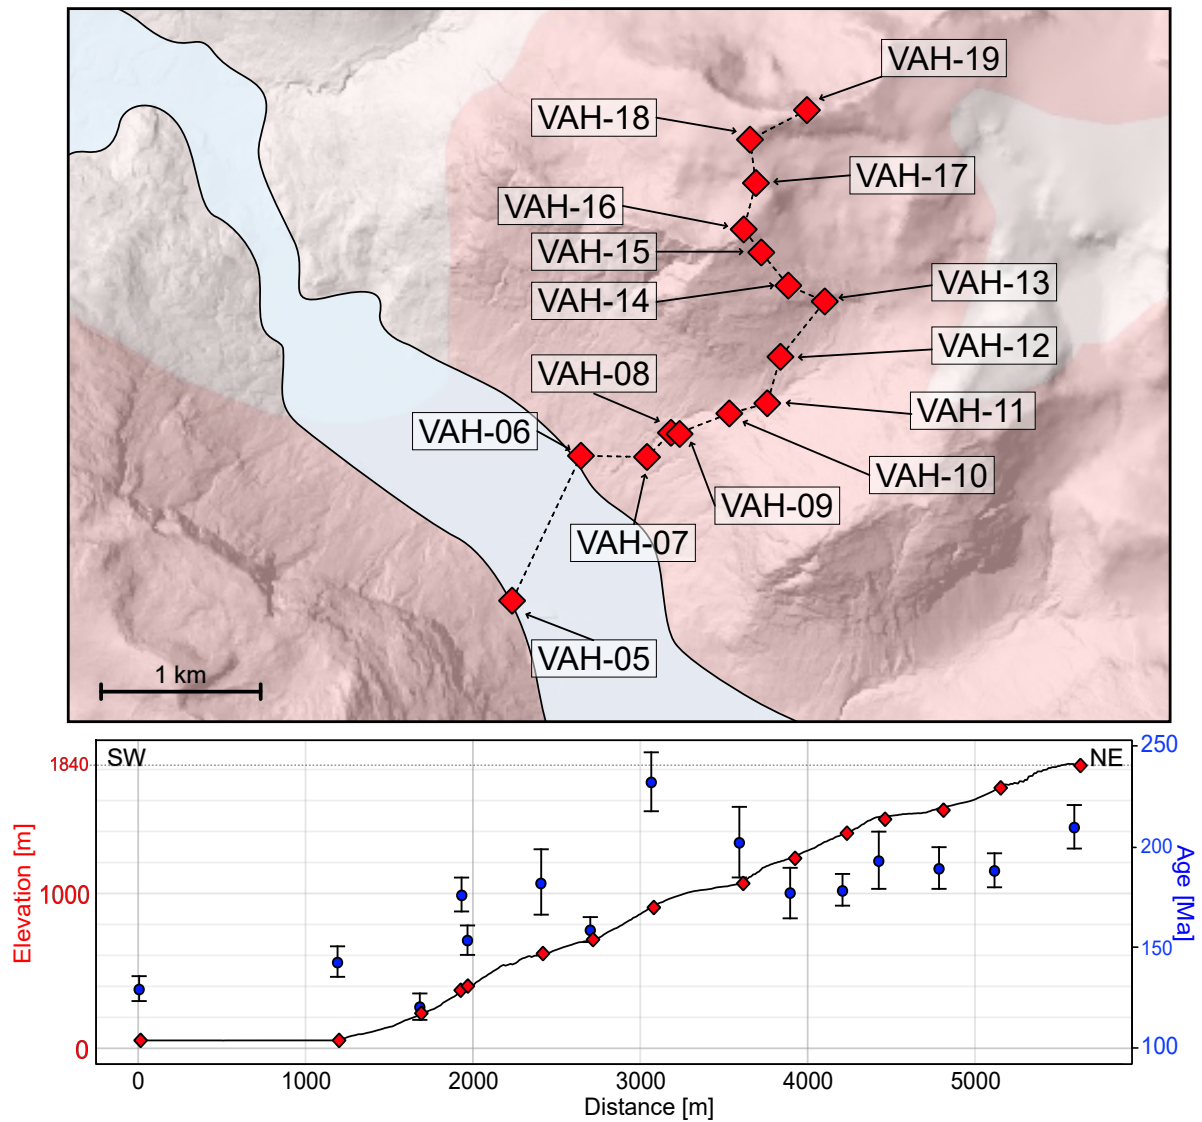 VAH-19
VAH-18
VAH-17
VAH-16
VAH-15
VAH-13
VAH-14
VAH-12
VAH-08
VAH-11
VAH-06
VAH-10
VAH-09
VAH-07
VAH-05
1 km
SW
NE
1840
1000
0
Elevation [m]
250
200
150
100
Age [Ma]
0 1000 2000 3000 4000 5000
Distance [m]